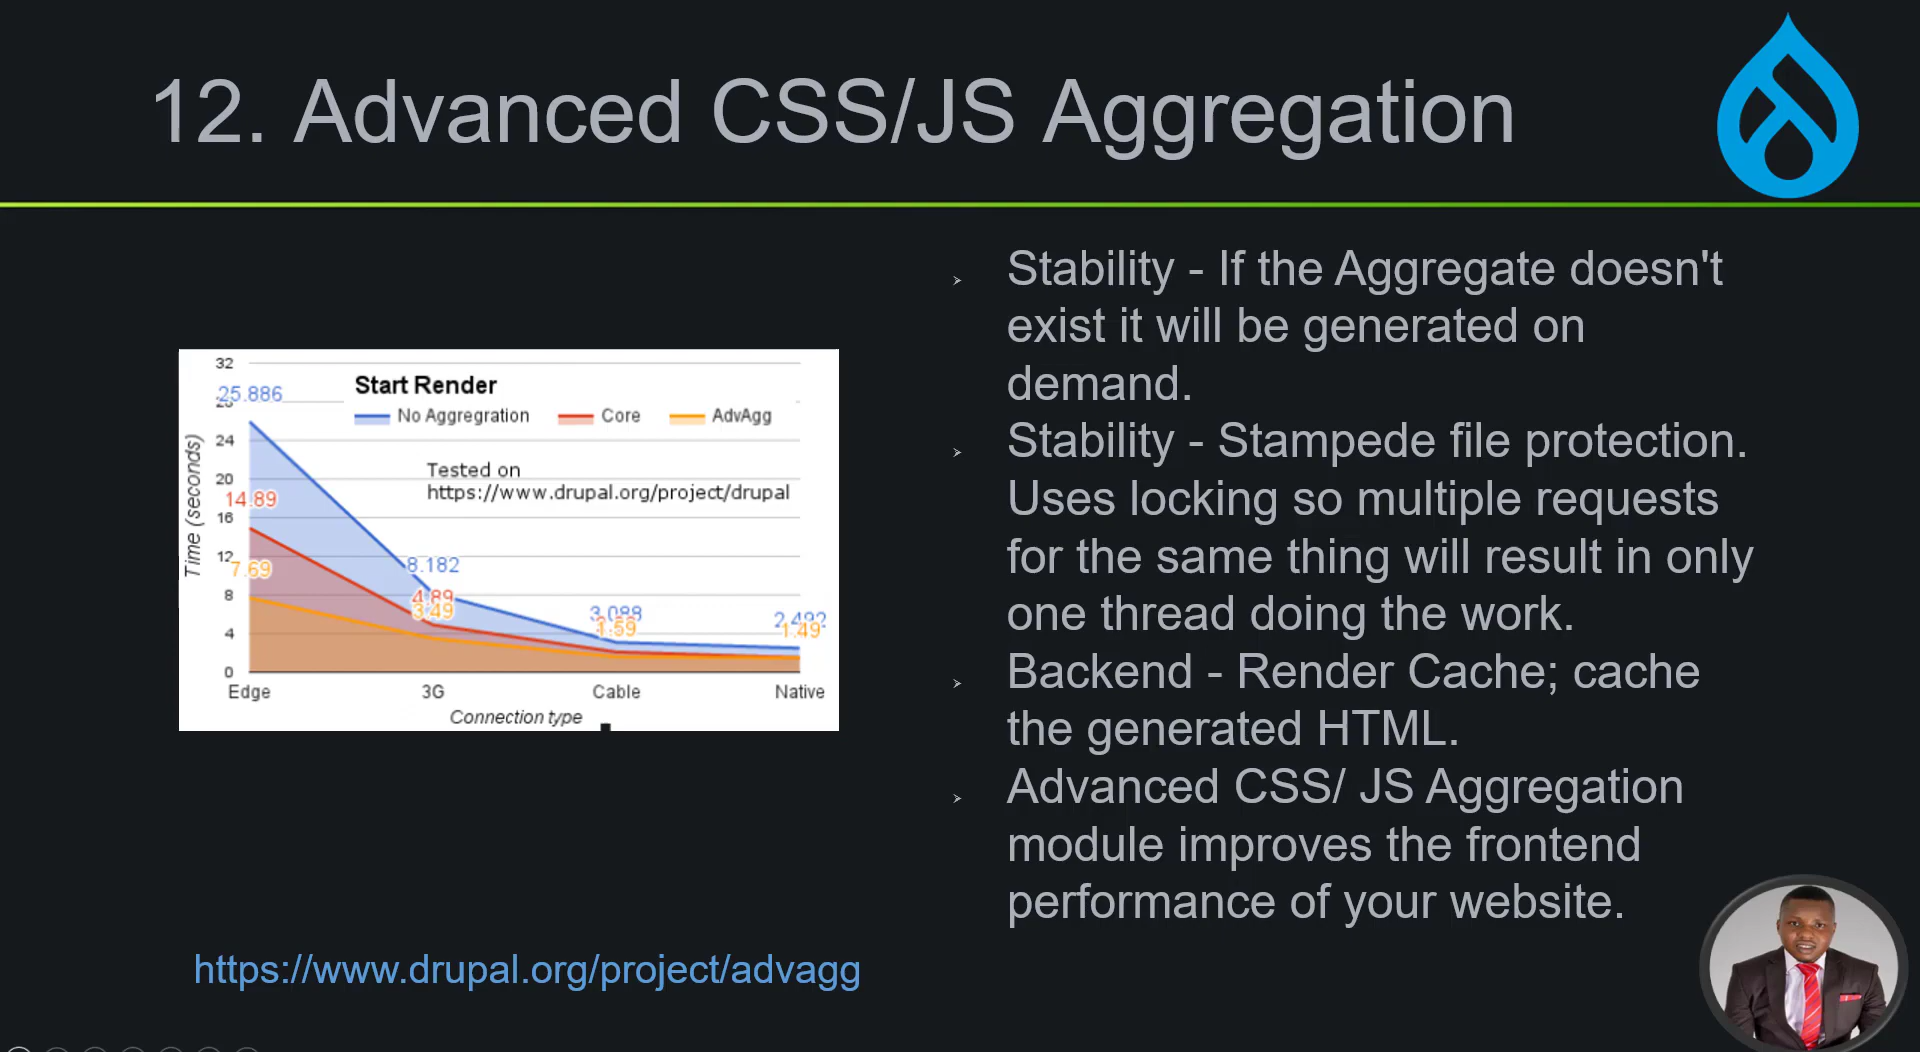 12. Advanced CSS/JS Aggregation
32
25.886
24
20
14.89
16
12
7.69
8
4
0
Time (seconds)
Start Render
No Aggregration
Core
AdvAgg
Tested on
https://www.drupal.org/project/drupal
8.182
4.89
3.49
3.088
1.59
2.492
1.49
Edge
3G
Cable
Native
Connection type
Stability - If the Aggregate doesn't
exist it will be generated on
demand.
Stability - Stampede file protection.
Uses locking so multiple requests
for the same thing will result in only
one thread doing the work.
Backend - Render Cache; cache
the generated HTML.
Advanced CSS/ JS Aggregation
module improves the frontend
performance of your website.
https://www.drupal.org/project/advagg